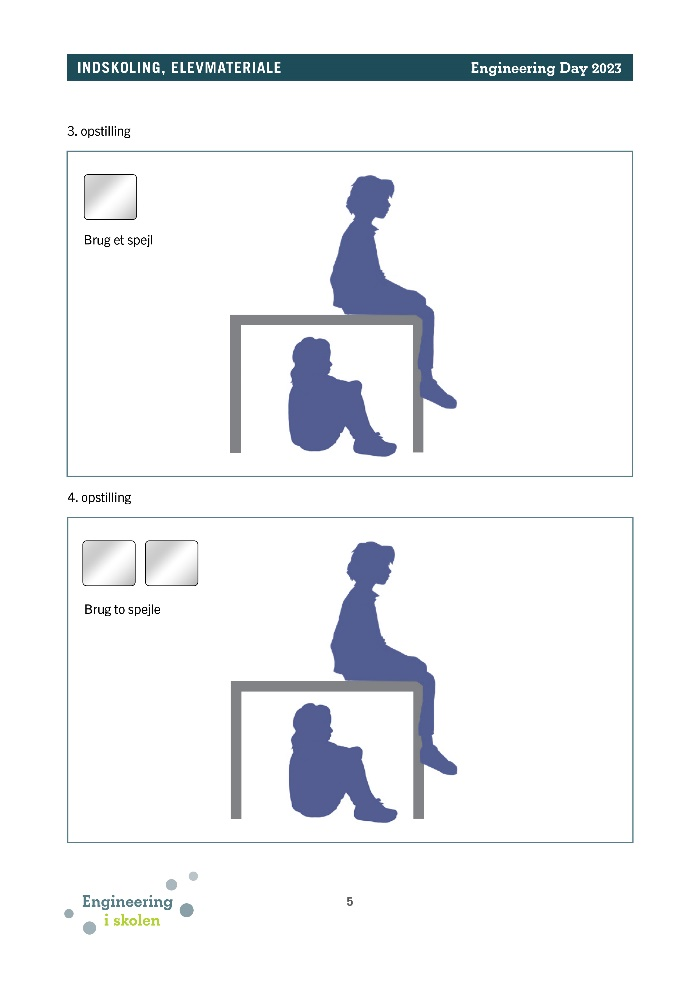 INDSKOLING, ELEVMATERIALE Engineering Day 2023
3. opstilling
Brug et spejl
4. opstilling
Brug to spejle
Engineering
i skolen
5